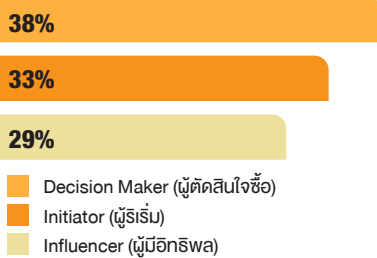 38%
33%
29%
Decision Maker (ผู้ตัดสินใจซื้อ)
Initiator (ผู้ริเริ่ม)
Influencer (ผู้มีอิทธิพล)